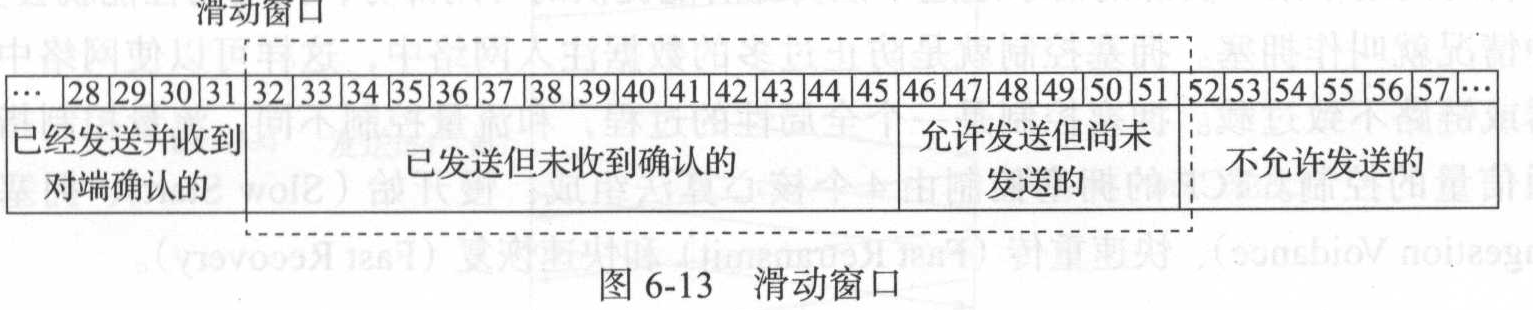 滑动窗口
… 28 29 30 31 32 33 34 35 36 37 38 39 40 41 42 43 44 45 46 47 48 49 50 51 52 53 54 55 56 57 …
已经发送并收到
对端确认的
已发送但未收到确认的
允许发送但尚未
发送的
不允许发送的
图 6-13 滑动窗口